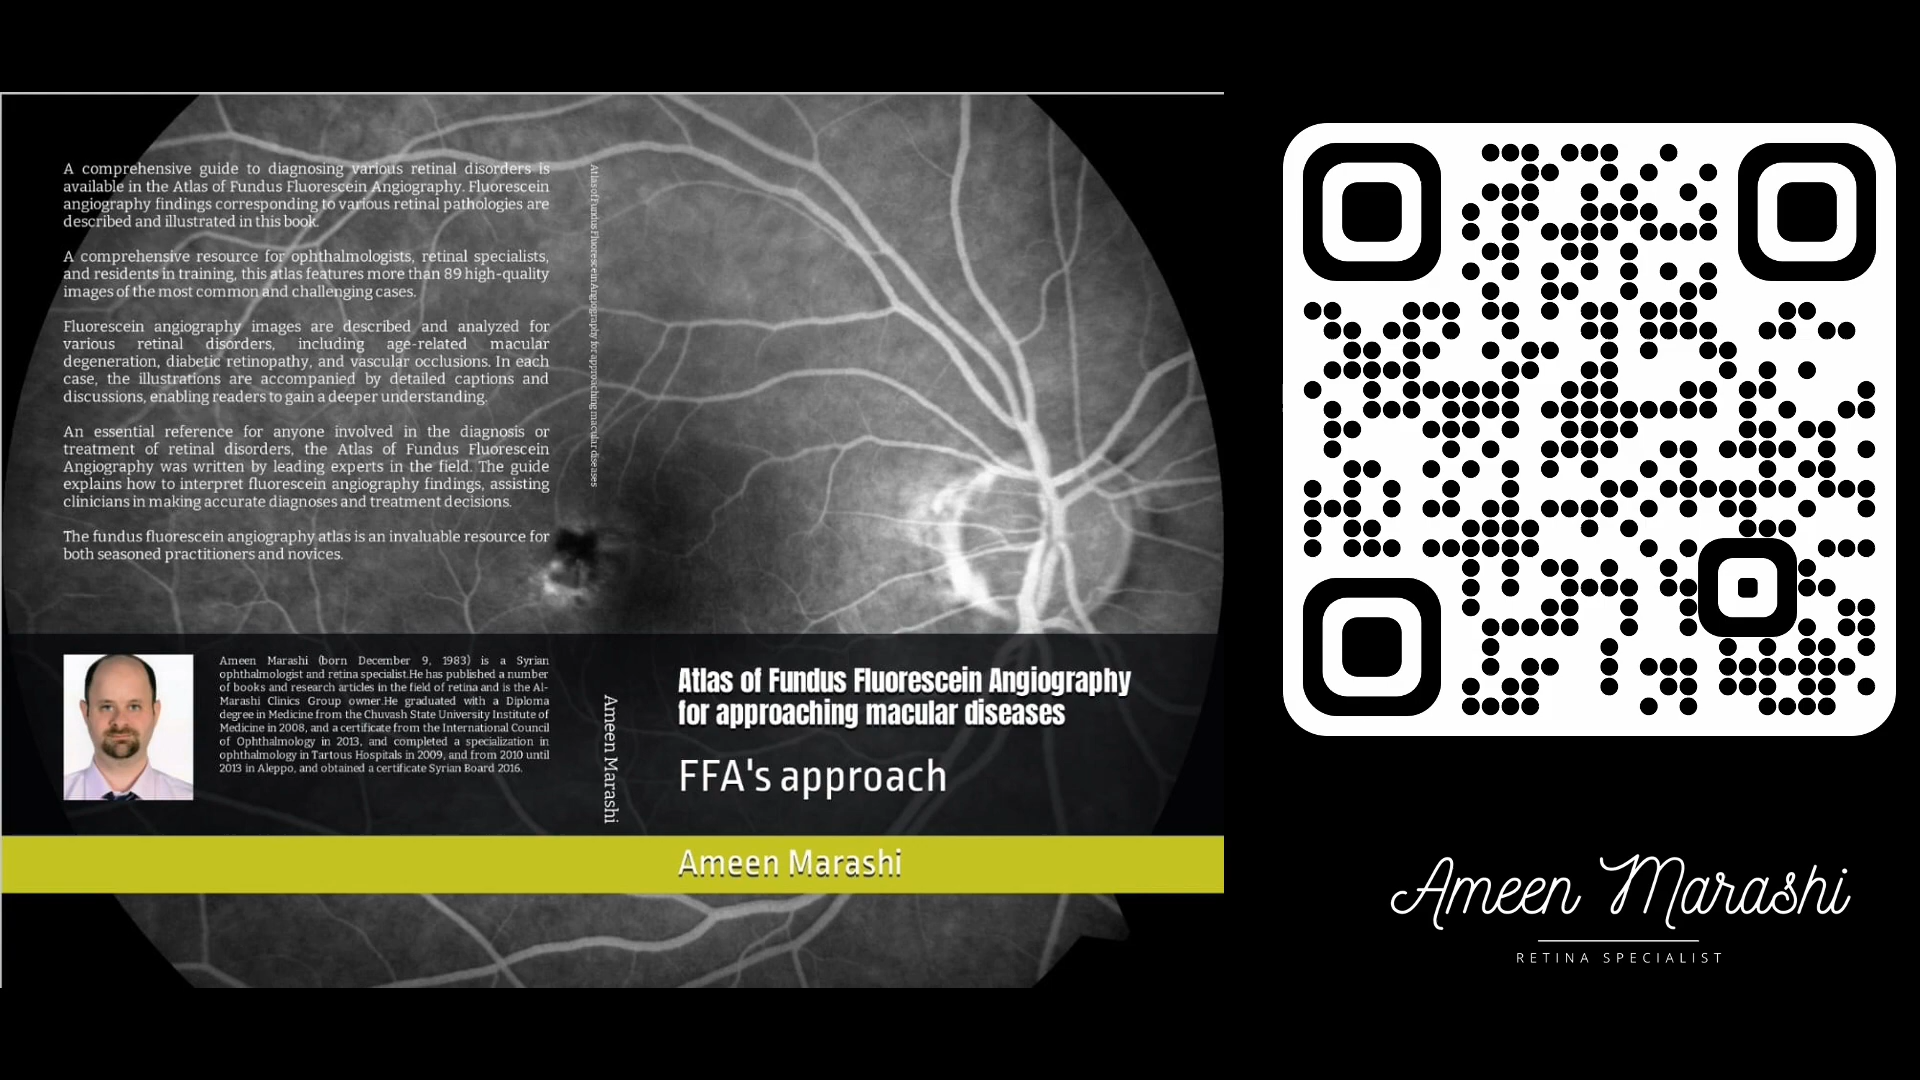 A comprehensive guide to diagnosing various retinal disorders is
available in the Atlas of Fundus Fluorescein Angiography. Fluorescein
angiography findings corresponding to various retinal pathologies are
described and illustrated in this book.
A comprehensive resource for ophthalmologists, retinal specialists,
and residents in training, this atlas features more than 89 high-quality
images of the most common and challenging cases.
Fluorescein angiography images are described and analyzed for
various retinal disorders, including age-related macular
degeneration, diabetic retinopathy, and vascular occlusions. In each
case, the illustrations are accompanied by detailed captions and
discussions, enabling readers to gain a deeper understanding.
An essential reference for anyone involved in the diagnosis or
treatment of retinal disorders, the Atlas of Fundus Fluorescein
Angiography was written by leading experts in the field. The guide
explains how to interpret fluorescein angiography findings, assisting
clinicians in making accurate diagnoses and treatment decisions.
The fundus fluorescein angiography atlas is an invaluable resource for
both seasoned practitioners and novices.
Ameen Marashi (born December 9, 1983) is a Syrian
ophthalmologist and retina specialist.He has published a number
of books and research articles in the field of retina and is the Al-
Marashi Clinics Group owner.He graduated with a Diploma
degree in Medicine from the Chuvash State University Institute of
Medicine in 2008, and a certificate from the International Council
of Ophthalmology in 2013, and completed a specialization in
ophthalmology in Tartous Hospitals in 2009, and from 2010 until
2013 in Aleppo, and obtained a certificate Syrian Board 2016.
Atlas of Fundus Fluorescein Angiography for approaching macular diseases
Ameen Marashi
Atlas of Fundus Fluorescein Angiography
for approaching macular diseases
FFA's approach
Ameen Marashi
Ameen Marashi
RETINA SPECIALIST